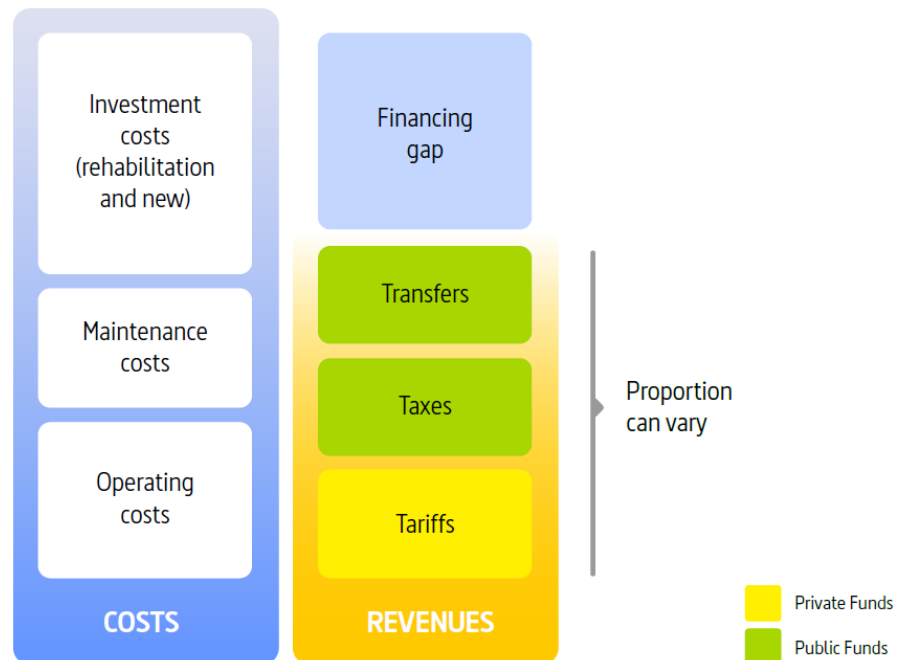 Investment
costs
(rehabilitation
and new)
Maintenance
costs
Operating
costs
COSTS
Financing
gap
Transfers
Taxes
Tariffs
REVENUES
Proportion
can vary
Private Funds
Public Funds